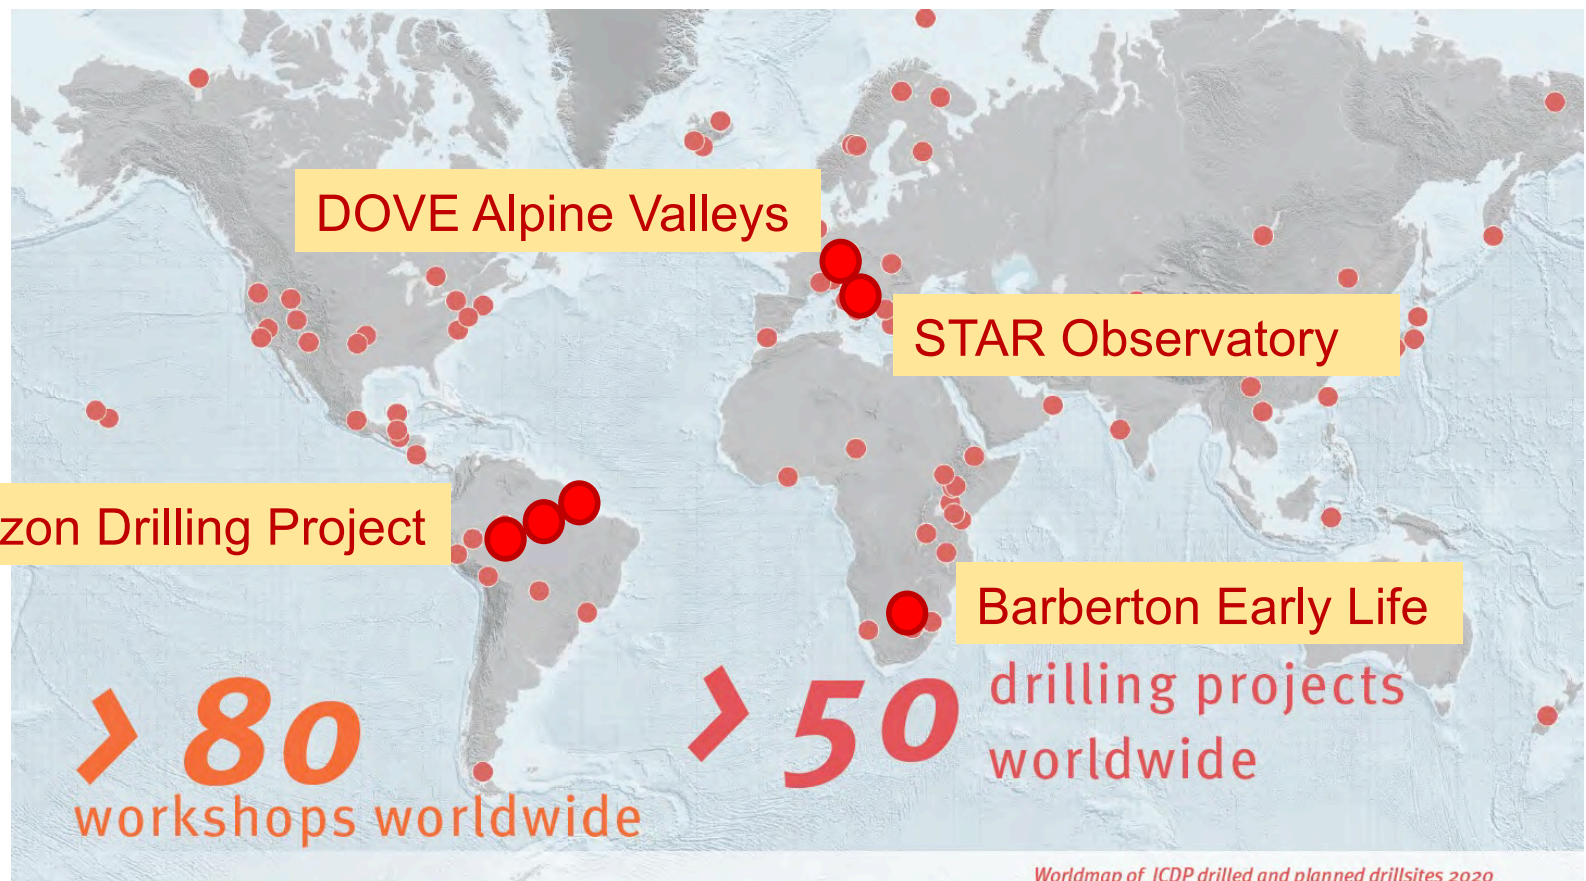 DOVE Alpine Valleys
STAR Observatory
zon Drilling Project
Barberton Early Life
> 80
workshops worldwide
> 50
drilling projects
worldwide
Worldmap of ICDP drilled and planned drillsites 2020